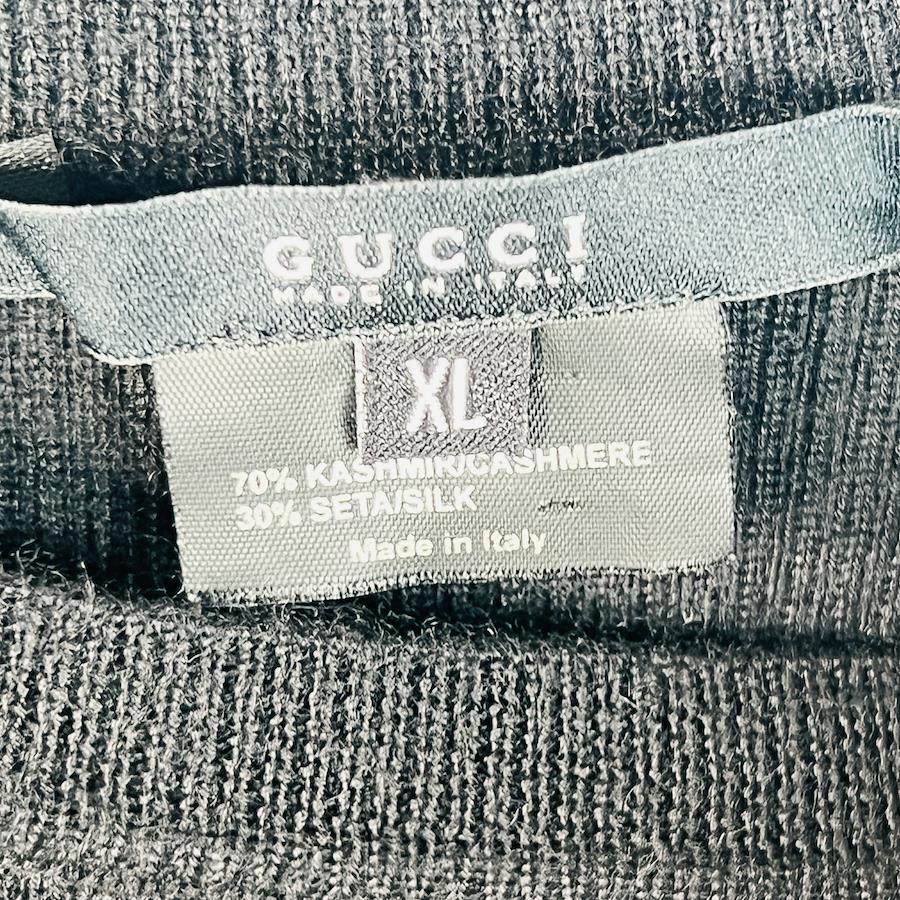 GUCCI
MADE IN ITALY
XL
70% KASHMIR/CASHMERE
30% SETA/SILK
Made in Italy